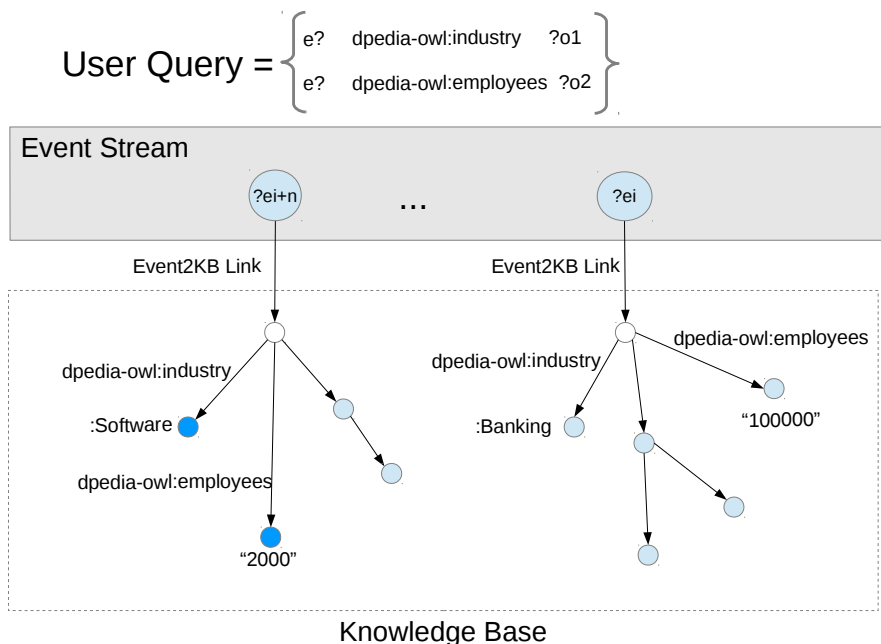 User Query =
e? dpedia-owl:industry ?o1
e? dpedia-owl:employees ?o2
Event Stream
?ei+n ... ?ei
Event2KB Link Event2KB Link
dpedia-owl:employees
dpedia-owl:industry
dpedia-owl:industry
:Software :Banking “100000”
dpedia-owl:employees
“2000”
Knowledge Base